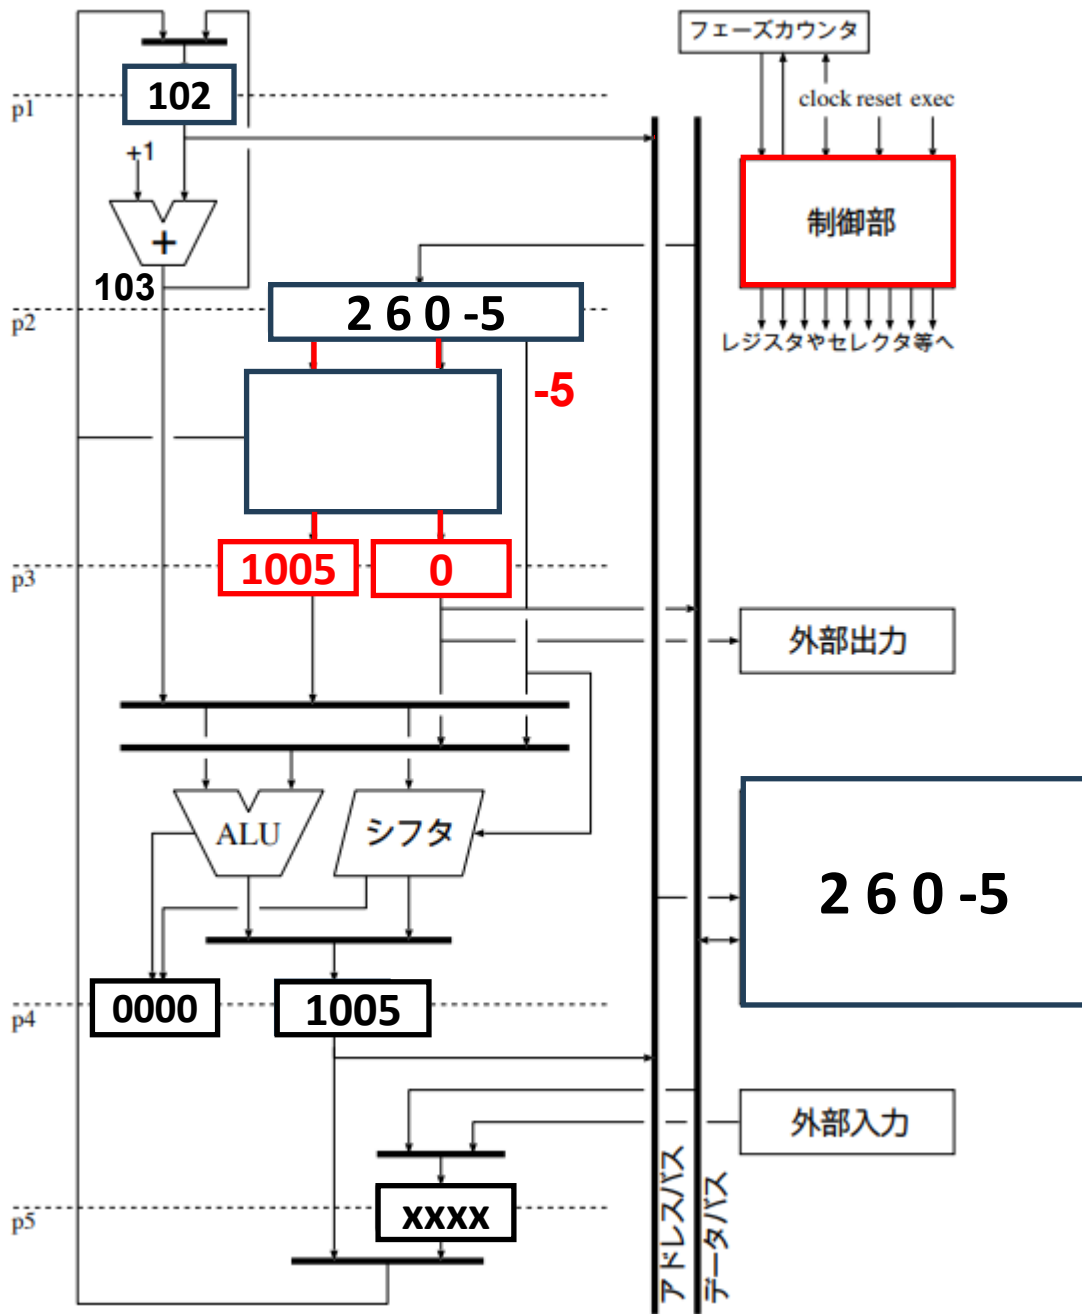 フェーズカウンタ
102
p1
clock reset exec
+1
制御部
+
103
p2
2 6 0 -5
レジスタやセレクタ等へ
-5
1005
0
p3
外部出力
ALU
シフタ
2 6 0 -5
0000
1005
p4
外部入力
アドレスバス
データバス
xxxx
p5